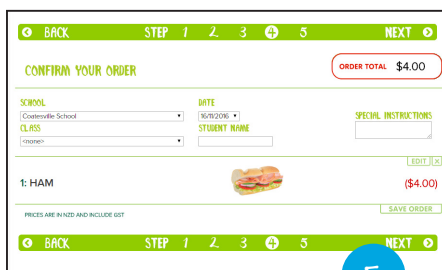 BACK STEP 1 2 3 4 5 NEXT
CONFIRM YOUR ORDER
ORDER TOTAL $4.00
SCHOOL DATE
Coatesville School 16/11/2016 SPECIAL INSTRUCTIONS
CLASS STUDENT NAME
<none>
EDIT X
1: HAM ($4.00)
SAVE ORDER
PRICES ARE IN NZD AND INCLUDE GST
BACK STEP 1 2 3 4 5 NEXT